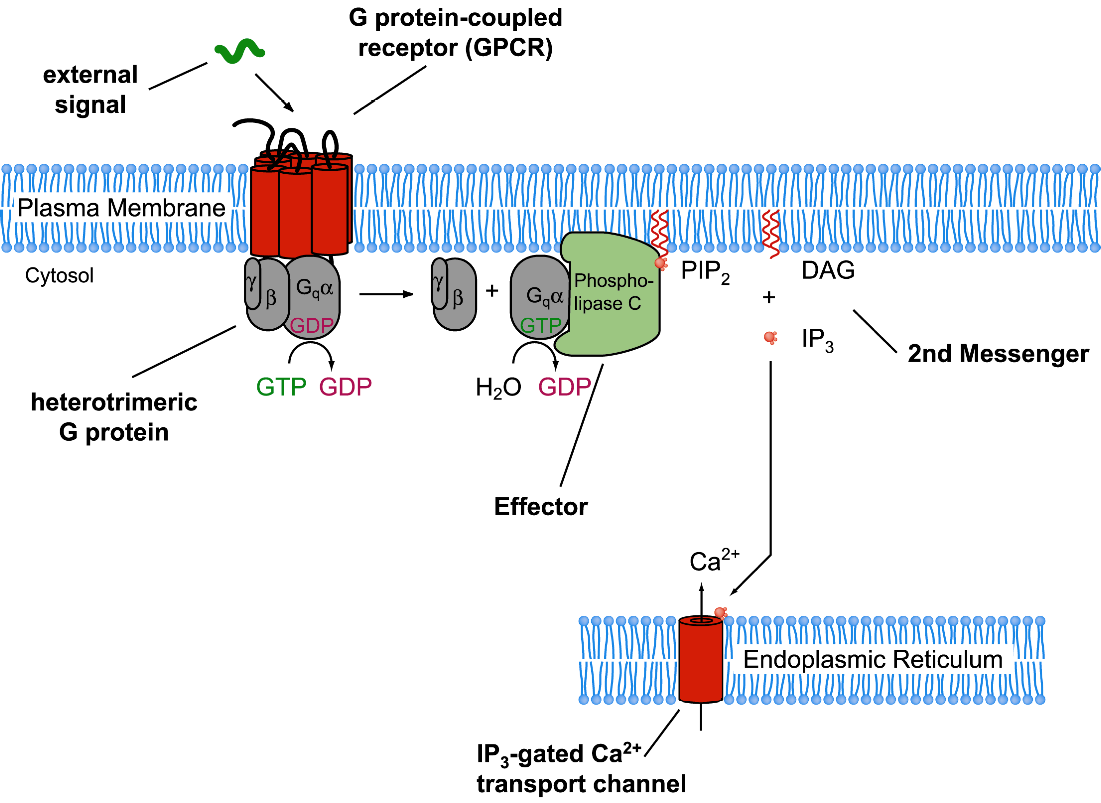 G protein-coupled
receptor (GPCR)
external
signal
Plasma Membrane
Cytosol
γ
β
Gqα
GDP
GTP GDP
heterotrimeric
G protein
γ
β
+
Gqα
GTP
H₂O GDP
Phospho-
lipase C
Effector
PIP₂
DAG
+
IP₃
2nd Messenger
Ca²⁺
Endoplasmic Reticulum
IP₃-gated Ca²⁺
transport channel